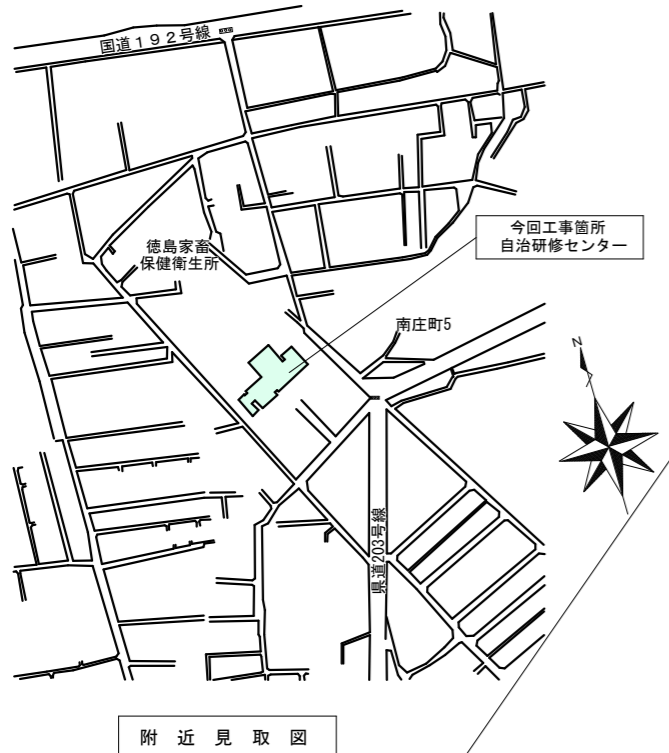 国道192号線
徳島家畜
保健衛生所
今回工事箇所
自治研修センター
南庄町5
N
県道203号線
附近見取図